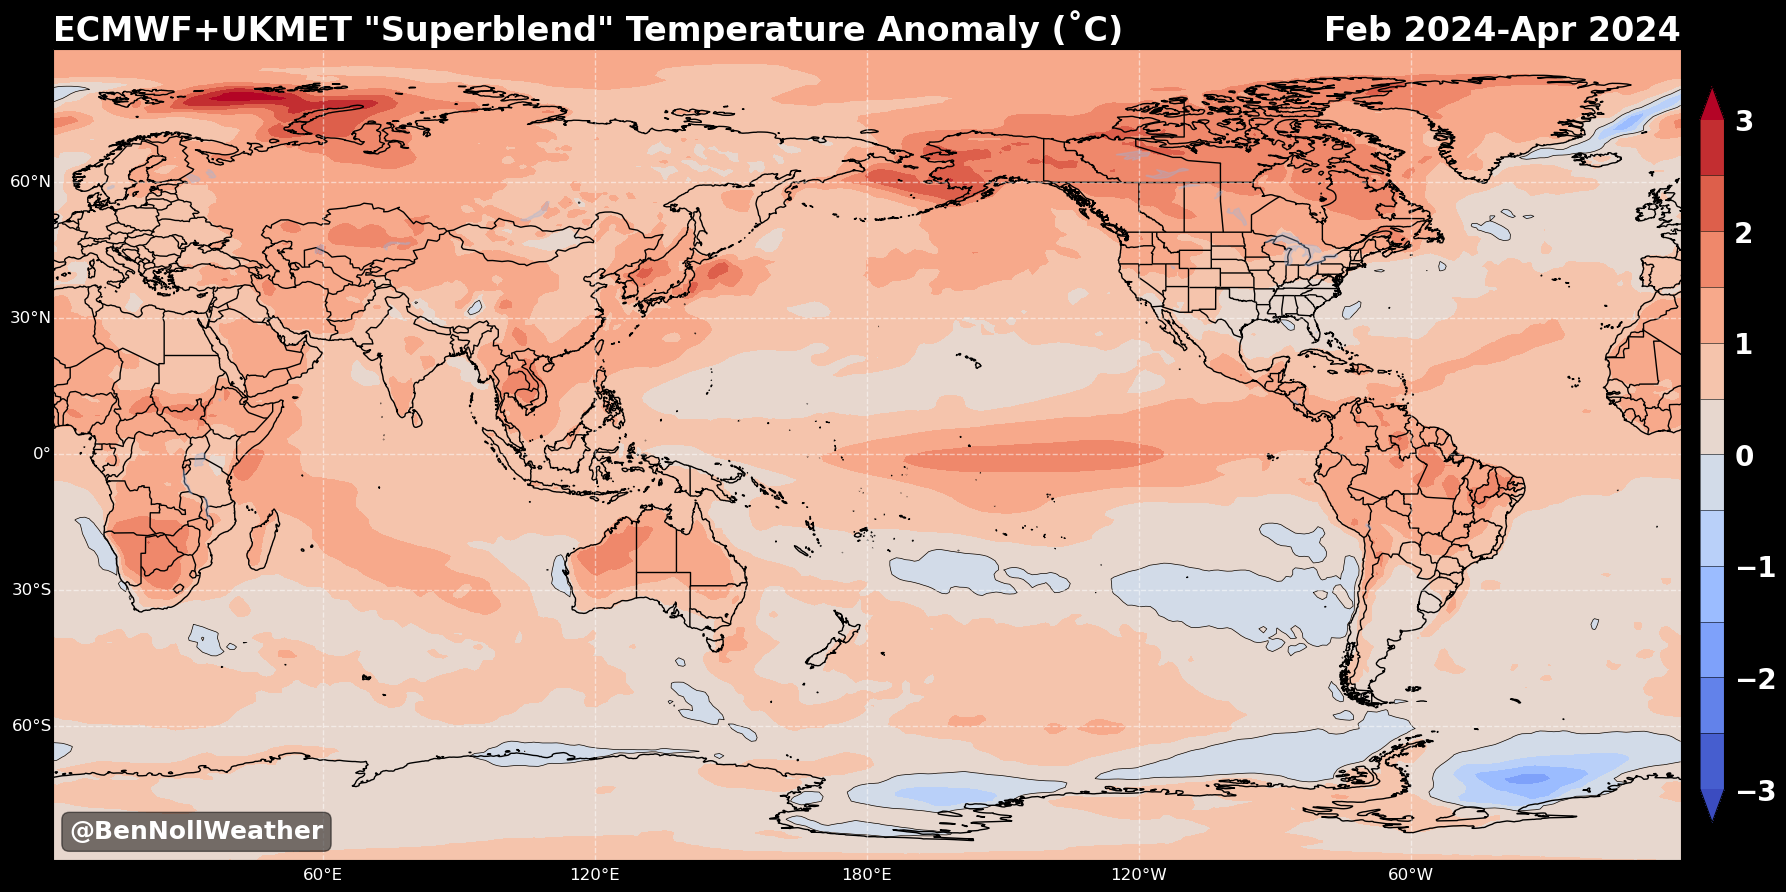 ECMWF+UKMET "Superblend" Temperature Anomaly (˚C)
Feb 2024-Apr 2024
60°N
30°N
0°
30°S
60°S
60°E
120°E
180°E
120°W
60°W
3
2
1
0
−1
−2
−3
@BenNollWeather